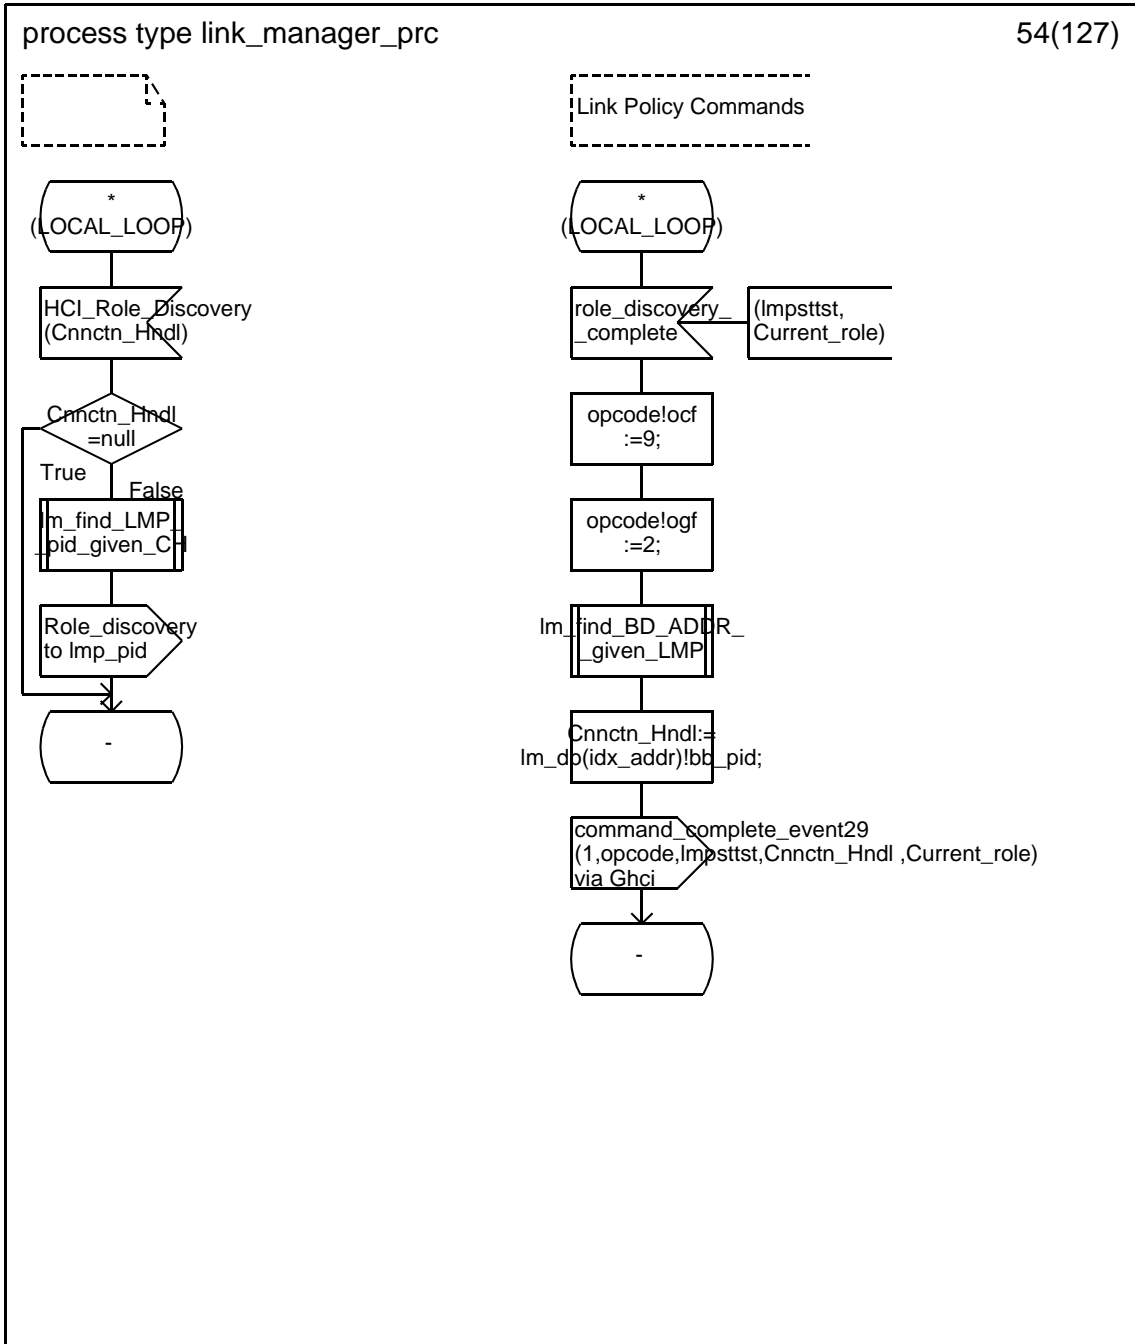 process type link_manager_prc
54(127)
*
(LOCAL_LOOP)
HCI_Role_Discovery
(Cnnctn_Hndl)
Cnnctn_Hndl
=null
True
False
lm_find_LMP_
_pid_given_CH
Role_discovery
to lmp_pid
-
Link Policy Commands
*
(LOCAL_LOOP)
role_discovery_
_complete
(lmpsttst,
Current_role)
opcode!ocf
:=9;
opcode!ogf
:=2;
lm_find_BD_ADDR_
_given_LMP
Cnnctn_Hndl:=
lm_db(idx_addr)!bb_pid;
command_complete_event29
(1,opcode,lmpsttst,Cnnctn_Hndl ,Current_role)
via Ghci
-